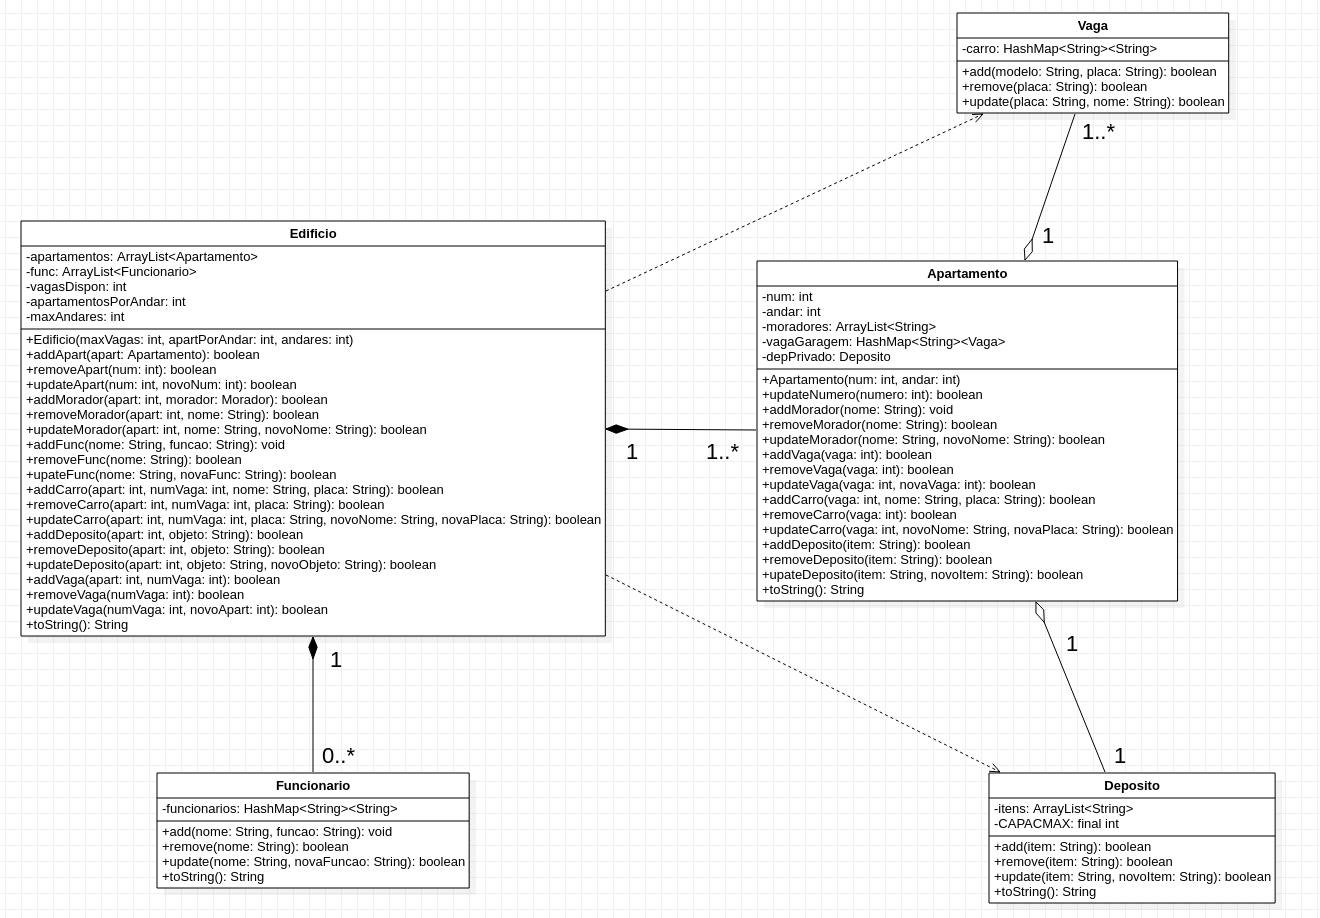 Vaga
-carro: HashMap<String><String>
+add(modelo: String, placa: String): boolean
+remove(placa: String): boolean
+update(placa: String, nome: String): boolean
1..*
1
Edificio
-apartamentos: ArrayList<Apartamento>
-func: ArrayList<Funcionario>
-vagasDispon: int
-apartamentosPorAndar: int
-maxAndares: int
+Edificio(maxVagas: int, apartPorAndar: int, andares: int)
+addApart(apart: Apartamento): boolean
+removeApart(num: int): boolean
+updateApart(num: int, novoNum: int): boolean
+addMorador(apart: int, morador: Morador): boolean
+removeMorador(apart: int, nome: String): boolean
+updateMorador(apart: int, nome: String, novoNome: String): boolean
+addFunc(nome: String, funcao: String): void
+removeFunc(nome: String): boolean
+upateFunc(nome: String, novaFunc: String): boolean
+addCarro(apart: int, numVaga: int, nome: String, placa: String): boolean
+removeCarro(apart: int, numVaga: int, placa: String): boolean
+updateCarro(apart: int, numVaga: int, placa: String, novoNome: String, novaPlaca: String): boolean
+addDeposito(apart: int, objeto: String): boolean
+removeDeposito(apart: int, objeto: String): boolean
+updateDeposito(apart: int, objeto: String, novoObjeto: String): boolean
+addVaga(apart: int, numVaga: int): boolean
+removeVaga(numVaga: int): boolean
+updateVaga(numVaga: int, novoApart: int): boolean
+toString(): String
1
1..*
Apartamento
-num: int
-andar: int
-moradores: ArrayList<String>
-vagaGaragem: HashMap<String><Vaga>
-depPrivado: Deposito
+Apartamento(num: int, andar: int)
+updateNumero(numero: int): boolean
+addMorador(nome: String): void
+removeMorador(nome: String): boolean
+updateMorador(nome: String, novoNome: String): boolean
+addVaga(vaga: int): boolean
+removeVaga(vaga: int): boolean
+updateVaga(vaga: int, novaVaga: int): boolean
+addCarro(vaga: int, nome: String, placa: String): boolean
+removeCarro(vaga: int): boolean
+updateCarro(vaga: int, novoNome: String, novaPlaca: String): boolean
+addDeposito(item: String): boolean
+removeDeposito(item: String): boolean
+upateDeposito(item: String, novoItem: String): boolean
+toString(): String
1
0..*
1
1
Funcionario
-funcionarios: HashMap<String><String>
+add(nome: String, funcao: String): void
+remove(nome: String): boolean
+update(nome: String, novaFuncao: String): boolean
+toString(): String
Deposito
-itens: ArrayList<String>
-CAPACMAX: final int
+add(item: String): boolean
+remove(item: String): boolean
+update(item: String, novoItem: String): boolean
+toString(): String